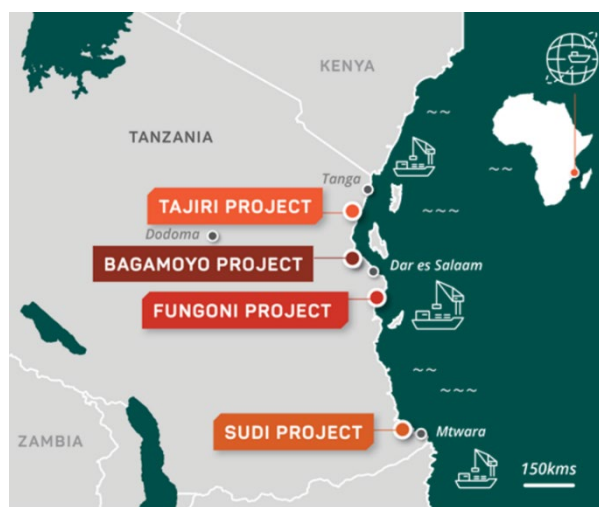 KENYA
TANZANIA
Tanga
TAJIRI PROJECT
Dodoma
BAGAMOYO PROJECT
Dar es Salaam
FUNGONI PROJECT
SUDI PROJECT
Mtwara
ZAMBIA
150kms